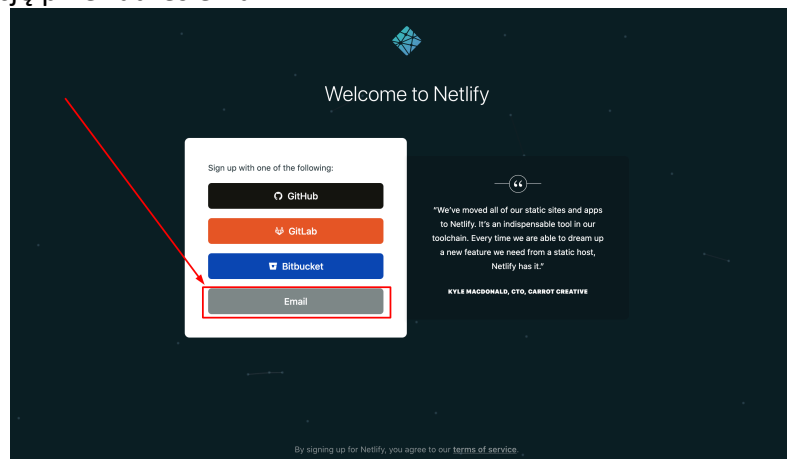 Welcome to Netlify
Sign up with one of the following:
GitHub
GitLab
Bitbucket
Email
“We’ve moved all of our static sites and apps
to Netlify. It’s an indispensable tool in our
toolchain. Every time we are able to dream up
a new feature we need from a static host,
Netlify has it.”
KYLE MACDONALD, CTO, CARROT CREATIVE
By signing up for Netlify, you agree to our terms of service.